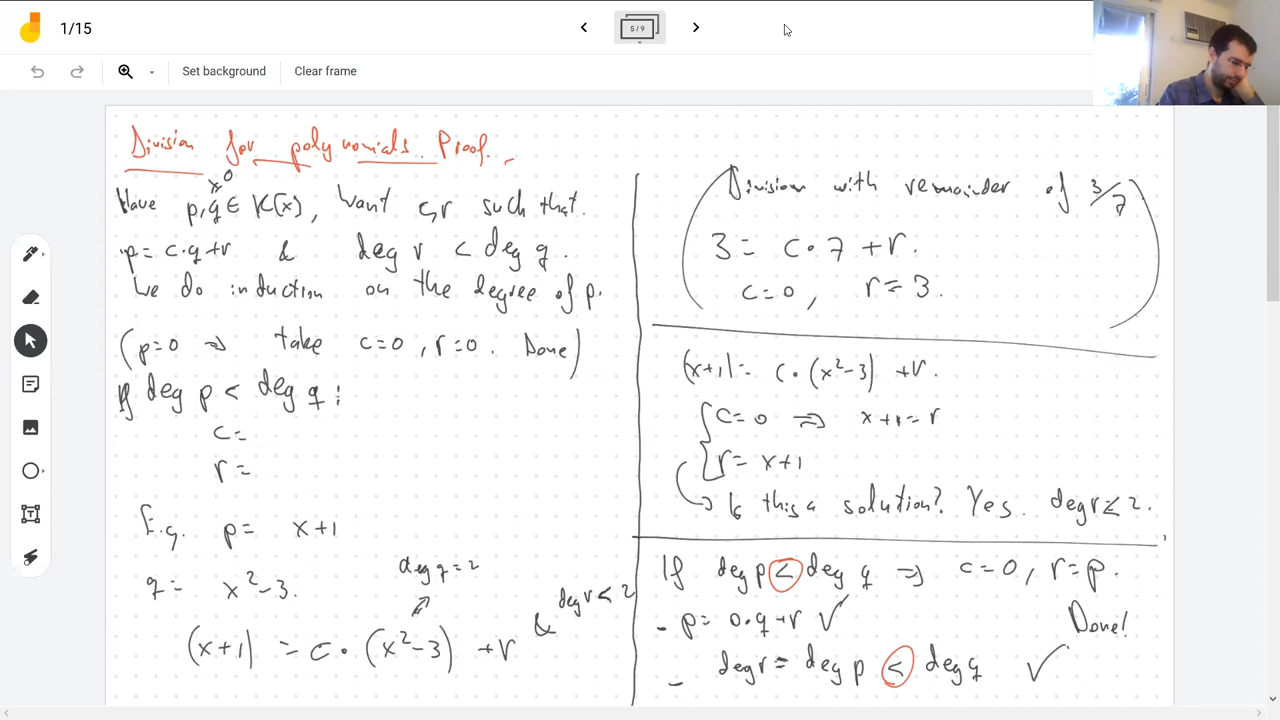 1/15
5/9
Set background
Clear frame
Division for polynomials. Proof.
≠0
Have p, q ∈ K(x), want c, r such that
p = c·q + r & deg r < deg q.
We do induction on the degree of p.
(p=0 ⇒ take c=0, r=0. Done)
If deg p < deg q:
c =
r =
E.g. p = x+1
q = x²-3.
deg q = 2
(x+1) = c·(x²-3) + r & deg r < 2
(Division with remainder of 3/7)
3 = c·7 + r.
c=0, r=3.
(x+1) = c·(x²-3) + r.
c=0 ⇒ x+1=r
r = x+1
Is this a solution? Yes. deg r < 2.
If deg p < deg q ⇒ c=0, r=p.
- p = 0·q + r ✓
Done!
- deg r = deg p < deg q ✓